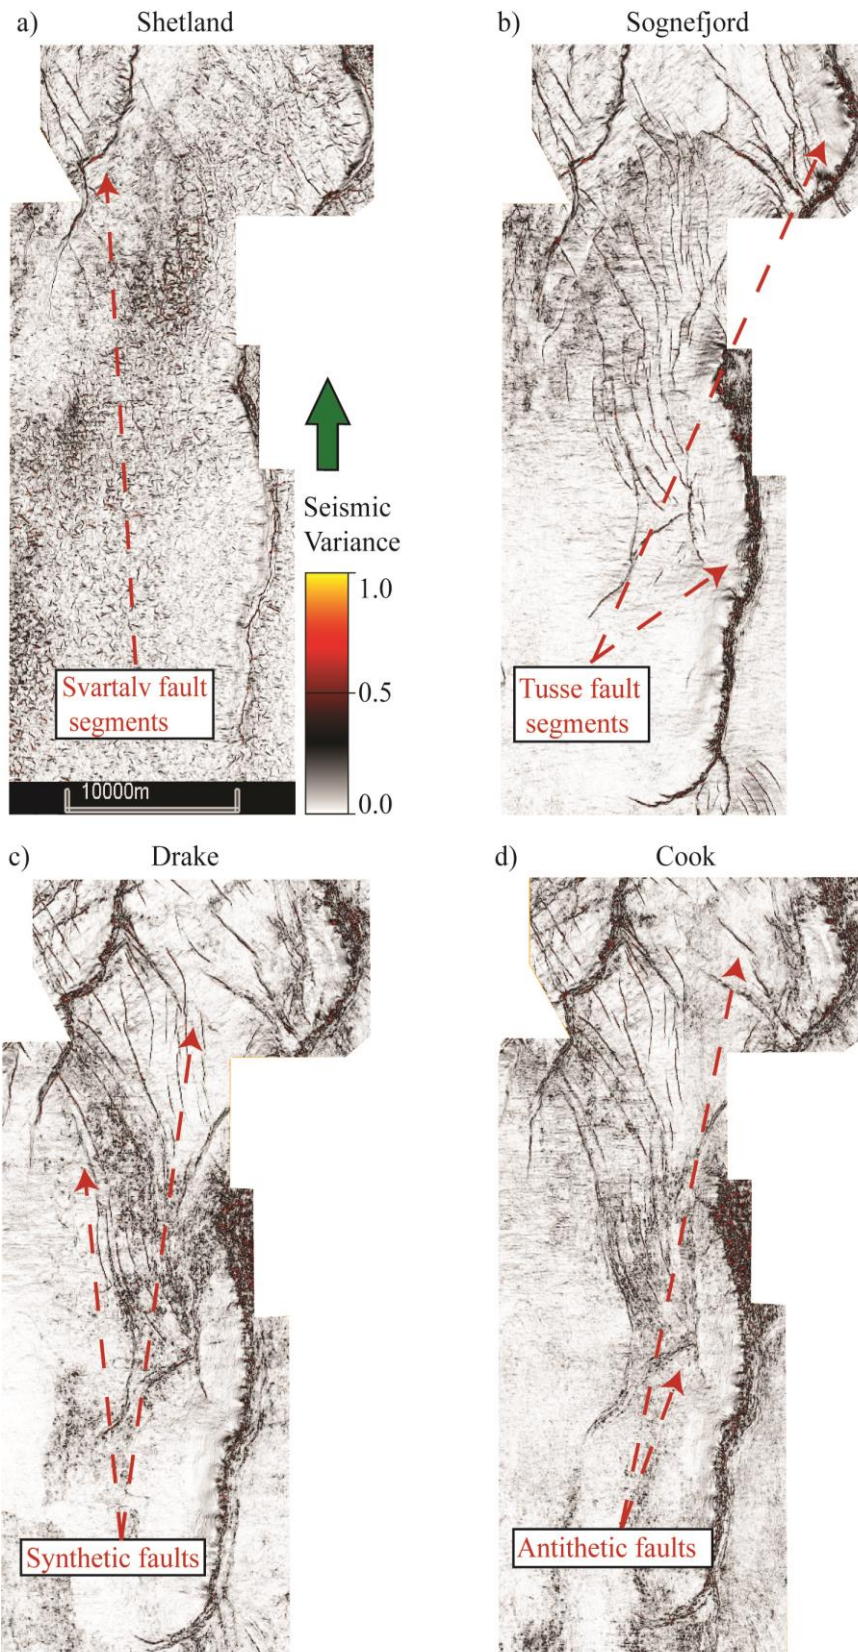 a) Shetland
b) Sognefjord
Seismic
Variance
1.0
0.5
0.0
Svartalv fault
segments
10000m
Tusse fault
segments
c) Drake
d) Cook
Synthetic faults
Antithetic faults